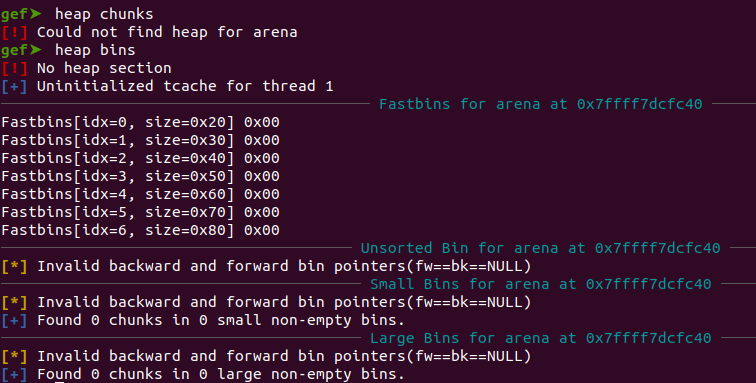 gef➤  heap chunks
[!] Could not find heap for arena
gef➤  heap bins
[!] No heap section
[+] Uninitialized tcache for thread 1
Fastbins for arena at 0x7ffff7dcfc40
Fastbins[idx=0, size=0x20] 0x00
Fastbins[idx=1, size=0x30] 0x00
Fastbins[idx=2, size=0x40] 0x00
Fastbins[idx=3, size=0x50] 0x00
Fastbins[idx=4, size=0x60] 0x00
Fastbins[idx=5, size=0x70] 0x00
Fastbins[idx=6, size=0x80] 0x00
Unsorted Bin for arena at 0x7ffff7dcfc40
[*] Invalid backward and forward bin pointers(fw==bk==NULL)
Small Bins for arena at 0x7ffff7dcfc40
[*] Invalid backward and forward bin pointers(fw==bk==NULL)
[+] Found 0 chunks in 0 small non-empty bins.
Large Bins for arena at 0x7ffff7dcfc40
[*] Invalid backward and forward bin pointers(fw==bk==NULL)
[+] Found 0 chunks in 0 large non-empty bins.